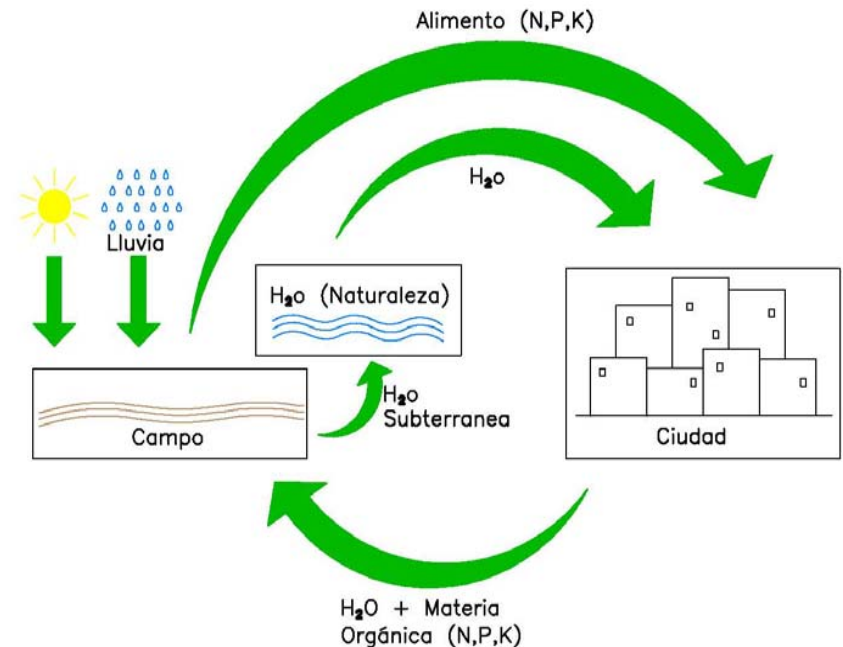 Alimento (N,P,K)
H₂o
Lluvia
H₂o (Naturaleza)
H₂o
Subterranea
Campo
Ciudad
H₂O + Materia
Orgánica (N,P,K)